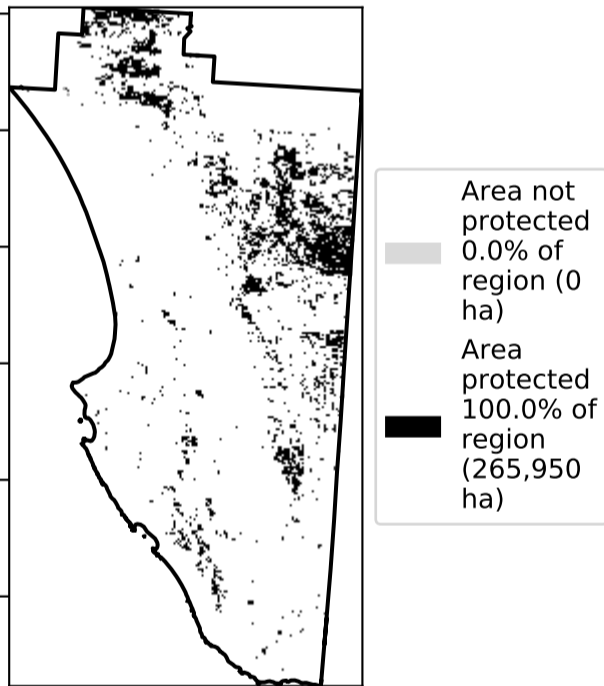 Area not
protected
0.0% of
region (0
ha)
Area
protected
100.0% of
region
(265,950
ha)